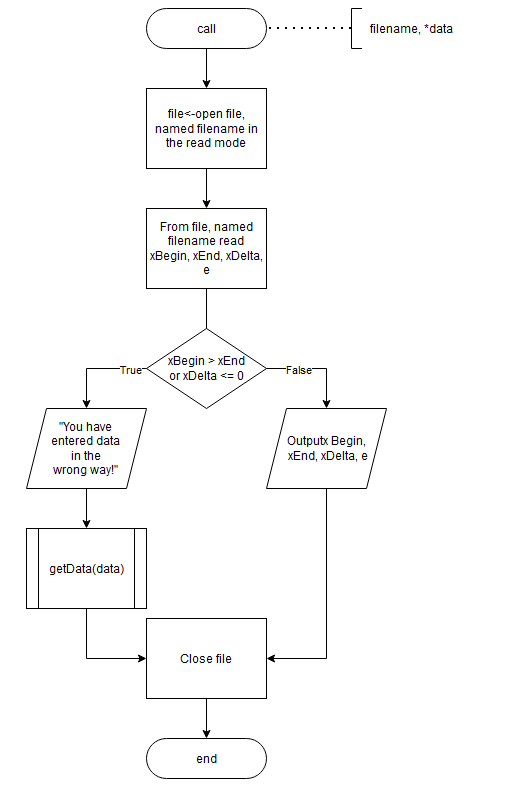 call
filename, *data
file<-open file,
named filename in
the read mode
From file, named
filename read
xBegin, xEnd, xDelta,
e
xBegin > xEnd
or xDelta <= 0
True
False
"You have
entered data
in the
wrong way!"
Outputx Begin,
xEnd, xDelta, e
getData(data)
Close file
end